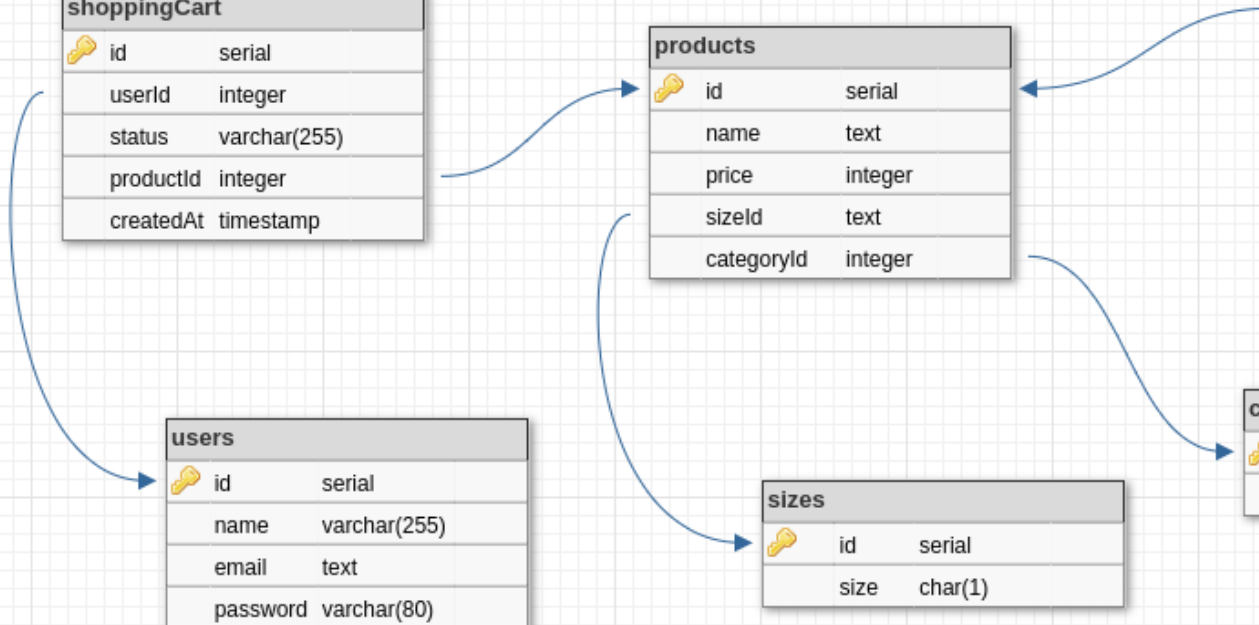 shoppingCart
id serial
userId integer
status varchar(255)
productId integer
createdAt timestamp
products
id serial
name text
price integer
sizeId text
categoryId integer
users
id serial
name varchar(255)
email text
password varchar(80)
sizes
id serial
size char(1)
c